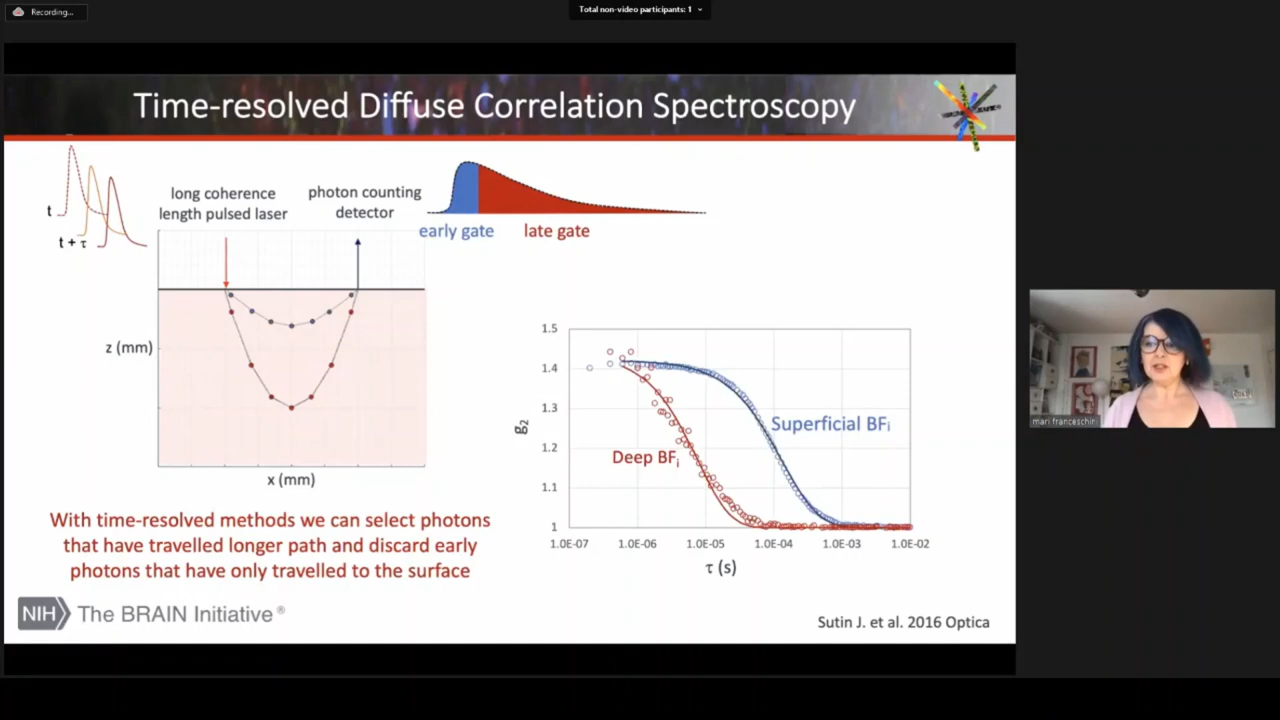 Recording...
Total non-video participants: 1
Time-resolved Diffuse Correlation Spectroscopy
t
t + τ
long coherence
length pulsed laser
photon counting
detector
early gate
late gate
z (mm)
x (mm)
1.5
1.4
1.3
1.2
1.1
1
g2
Superficial BFi
Deep BFi
1.0E-07
1.0E-06
1.0E-05
1.0E-04
1.0E-03
1.0E-02
τ (s)
With time-resolved methods we can select photons
that have travelled longer path and discard early
photons that have only travelled to the surface
NIH The BRAIN Initiative®
Sutin J. et al. 2016 Optica
mari franceschini